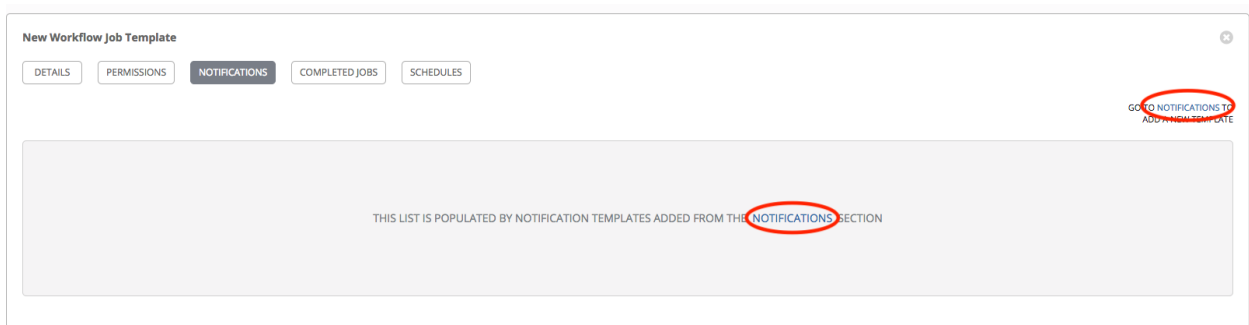 New Workflow Job Template
DETAILS PERMISSIONS NOTIFICATIONS COMPLETED JOBS SCHEDULES
GO TO NOTIFICATIONS TO
ADD A NEW TEMPLATE
THIS LIST IS POPULATED BY NOTIFICATION TEMPLATES ADDED FROM THE NOTIFICATIONS SECTION